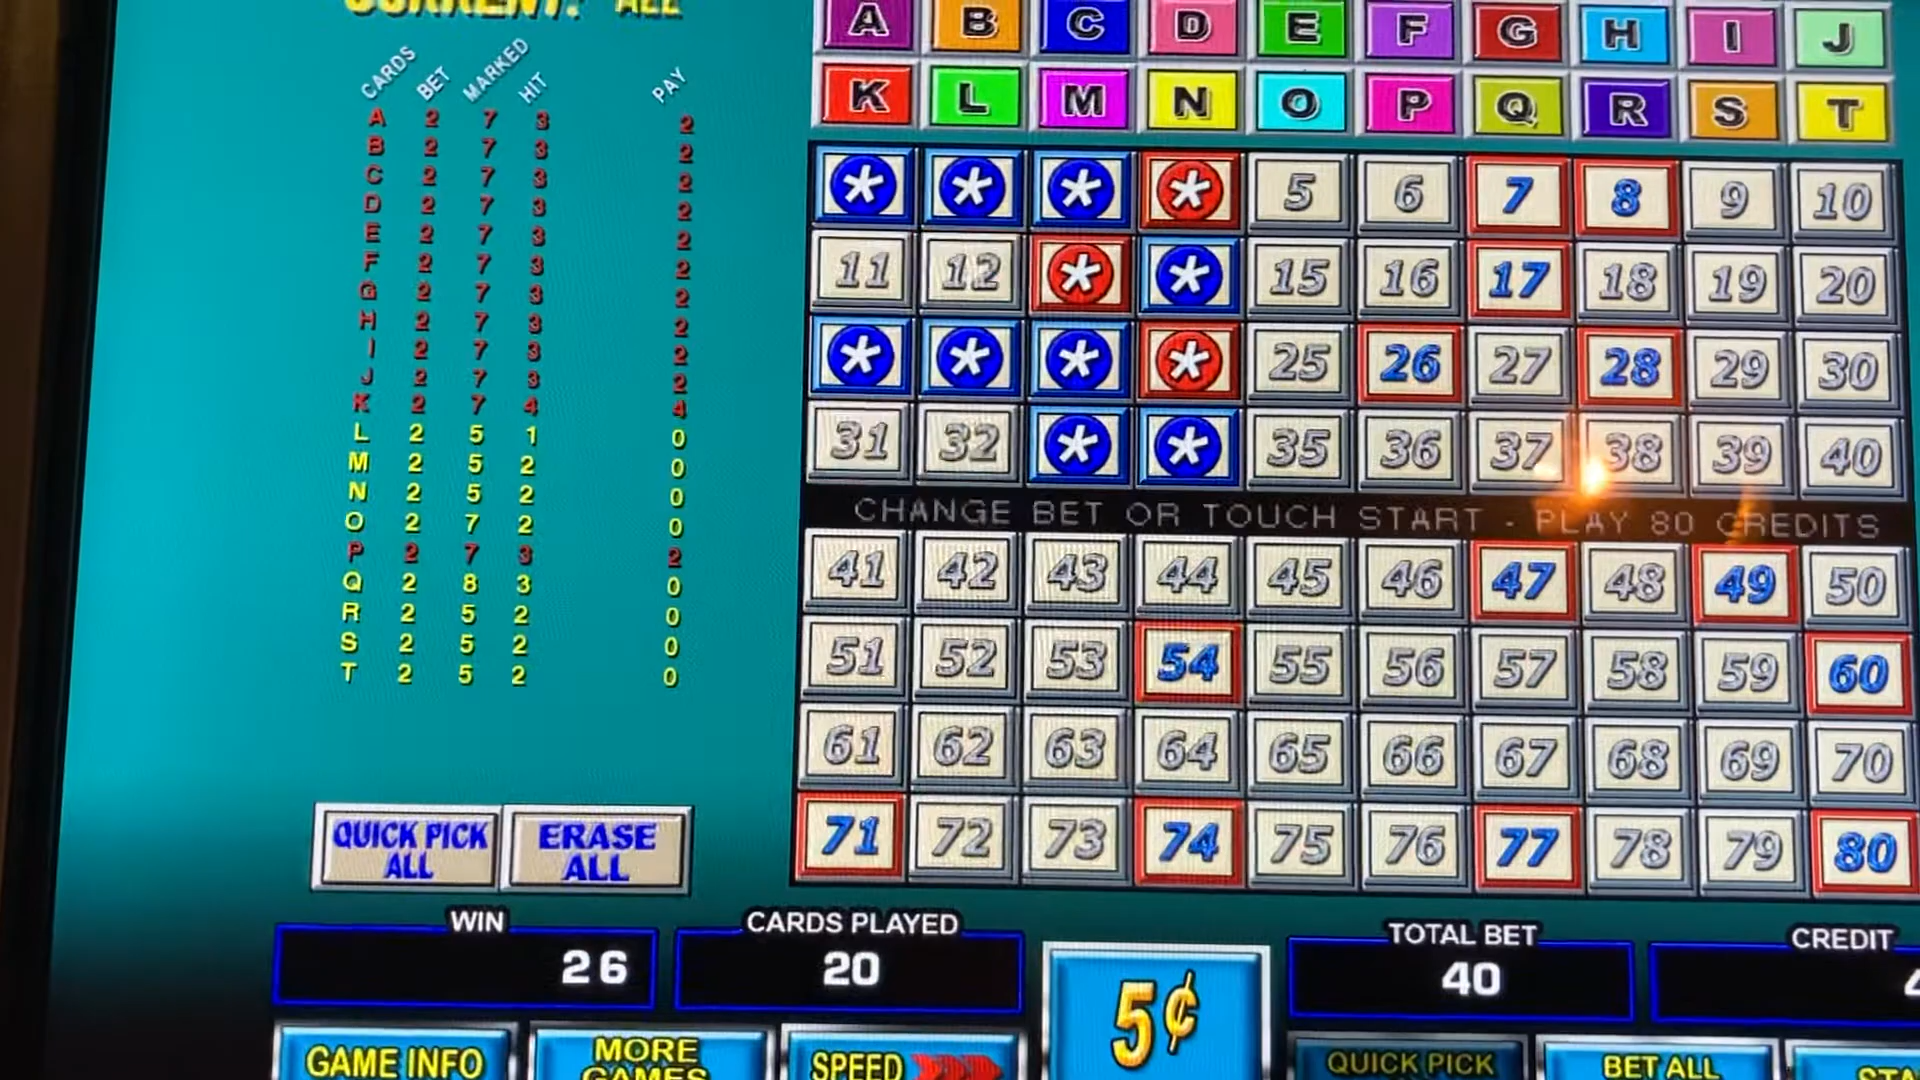 CURRENT: ALL
CARDS BET MARKED HIT PAY
A 2 7 3 2
B 2 7 3 2
C 2 7 3 2
D 2 7 3 2
E 2 7 3 2
F 2 7 3 2
G 2 7 3 2
H 2 7 3 2
I 2 7 3 2
J 2 7 3 2
K 2 7 4 4
L 2 5 1 0
M 2 5 2 0
N 2 5 2 0
O 2 7 2 0
P 2 7 3 2
Q 2 8 3 0
R 2 5 2 0
S 2 5 2 0
T 2 5 2 0
QUICK PICK ALL
ERASE ALL
A B C D E F G H I J
K L M N O P Q R S T
* * * * 5 6 7 8 9 10
11 12 * * 15 16 17 18 19 20
* * * * 25 26 27 28 29 30
31 32 * * 35 36 37 38 39 40
CHANGE BET OR TOUCH START - PLAY 80 CREDITS
41 42 43 44 45 46 47 48 49 50
51 52 53 54 55 56 57 58 59 60
61 62 63 64 65 66 67 68 69 70
71 72 73 74 75 76 77 78 79 80
WIN
26
CARDS PLAYED
20
5¢
TOTAL BET
40
CREDIT
GAME INFO
MORE
GAMES
SPEED
QUICK PICK
BET ALL